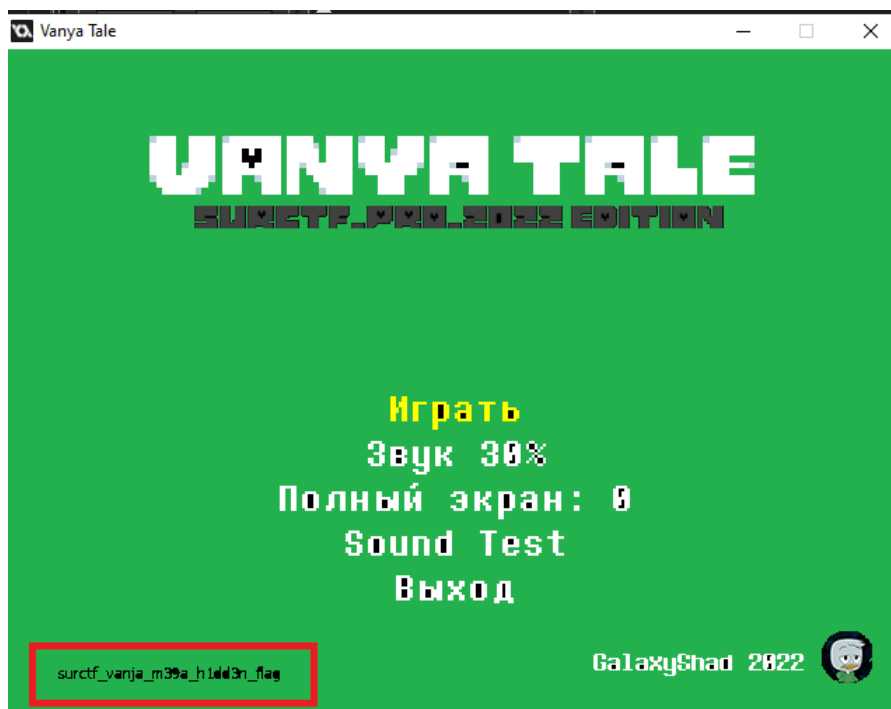 Vanya Tale
VANYA TALE
SURCTF_PRO_2022 EDITION
Играть
Звук 30%
Полный экран: 0
Sound Test
Выход
surctf_vanja_m39a_h1dd3n_flag
GalaxyShad 2022